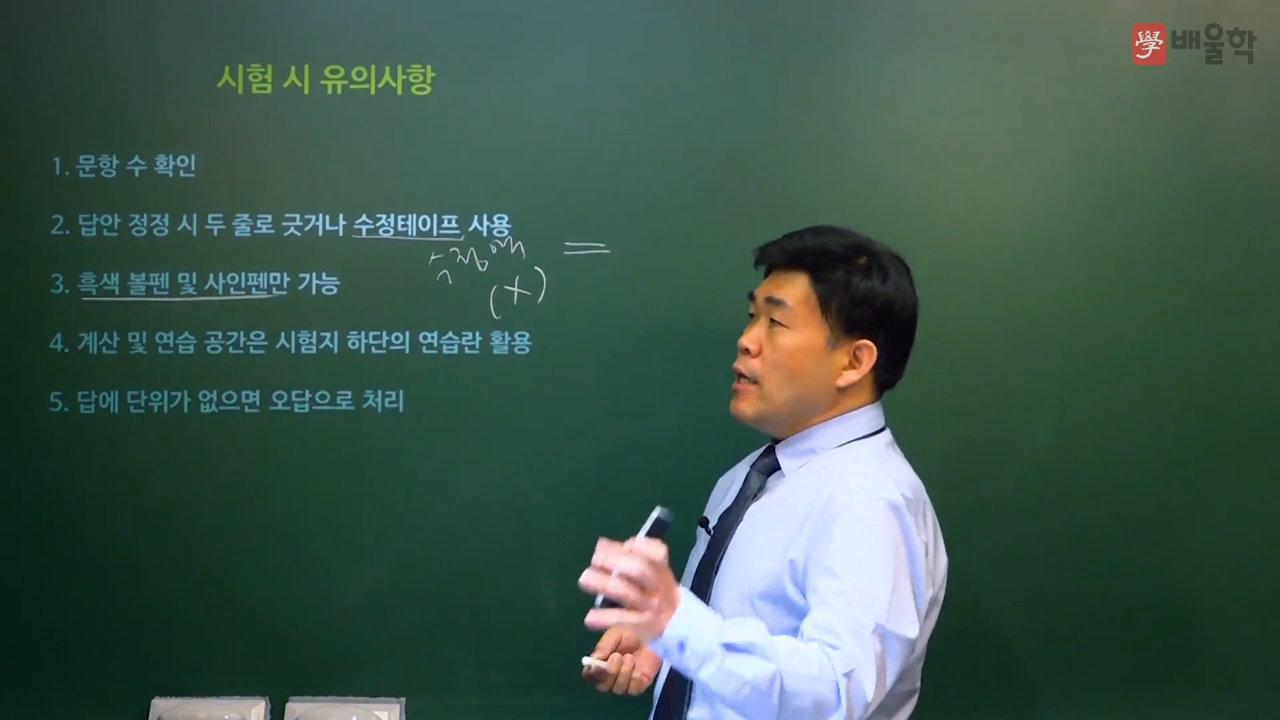 學 배울학
시험 시 유의사항
1. 문항 수 확인
2. 답안 정정 시 두 줄로 긋거나 수정테이프 사용
수정액 =
(X)
3. 흑색 볼펜 및 사인펜만 가능
4. 계산 및 연습 공간은 시험지 하단의 연습란 활용
5. 답에 단위가 없으면 오답으로 처리